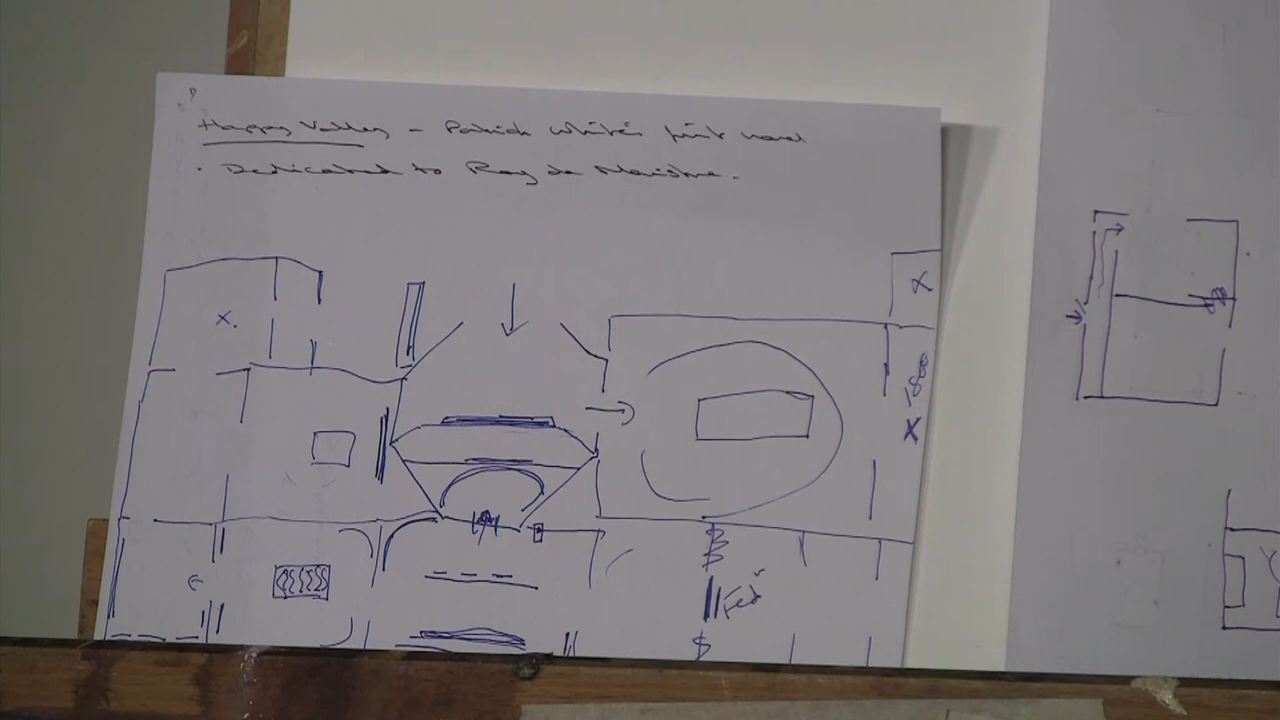 Happy Valley – Patrick White's first novel
· Dedicated to Roy de Maistre.
x.
x
X